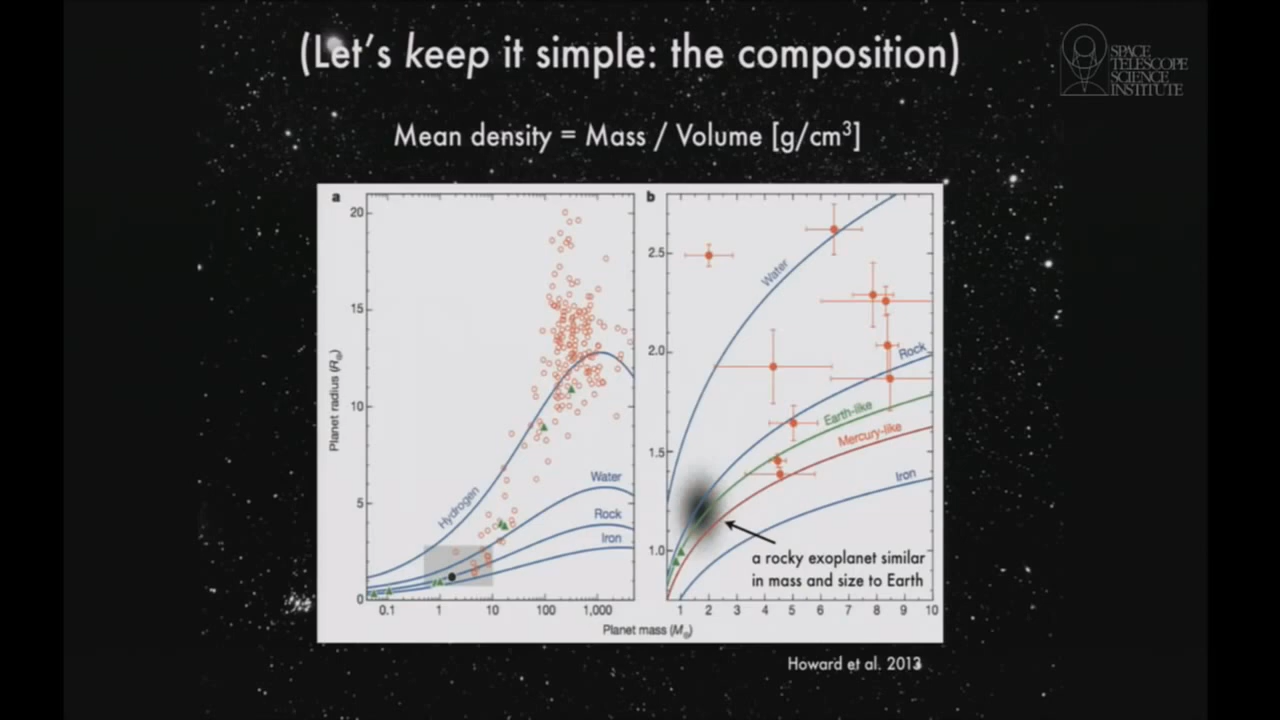 (Let's keep it simple: the composition)
SPACE
TELESCOPE
SCIENCE
INSTITUTE
Mean density = Mass / Volume [g/cm³]
a
20
15
10
5
0
Planet radius (R⊕)
Hydrogen
Water
Rock
Iron
0.1
1
10
100
1,000
b
2.5
2.0
1.5
1.0
Water
Rock
Earth-like
Mercury-like
Iron
a rocky exoplanet similar
in mass and size to Earth
1 2 3 4 5 6 7 8 9 10
Planet mass (M⊕)
Howard et al. 2013